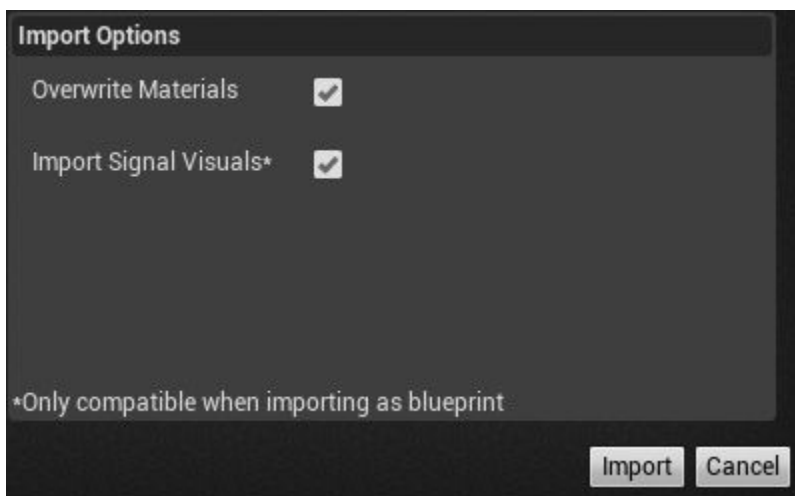 Import Options
Overwrite Materials
Import Signal Visuals*
*Only compatible when importing as blueprint
Import Cancel